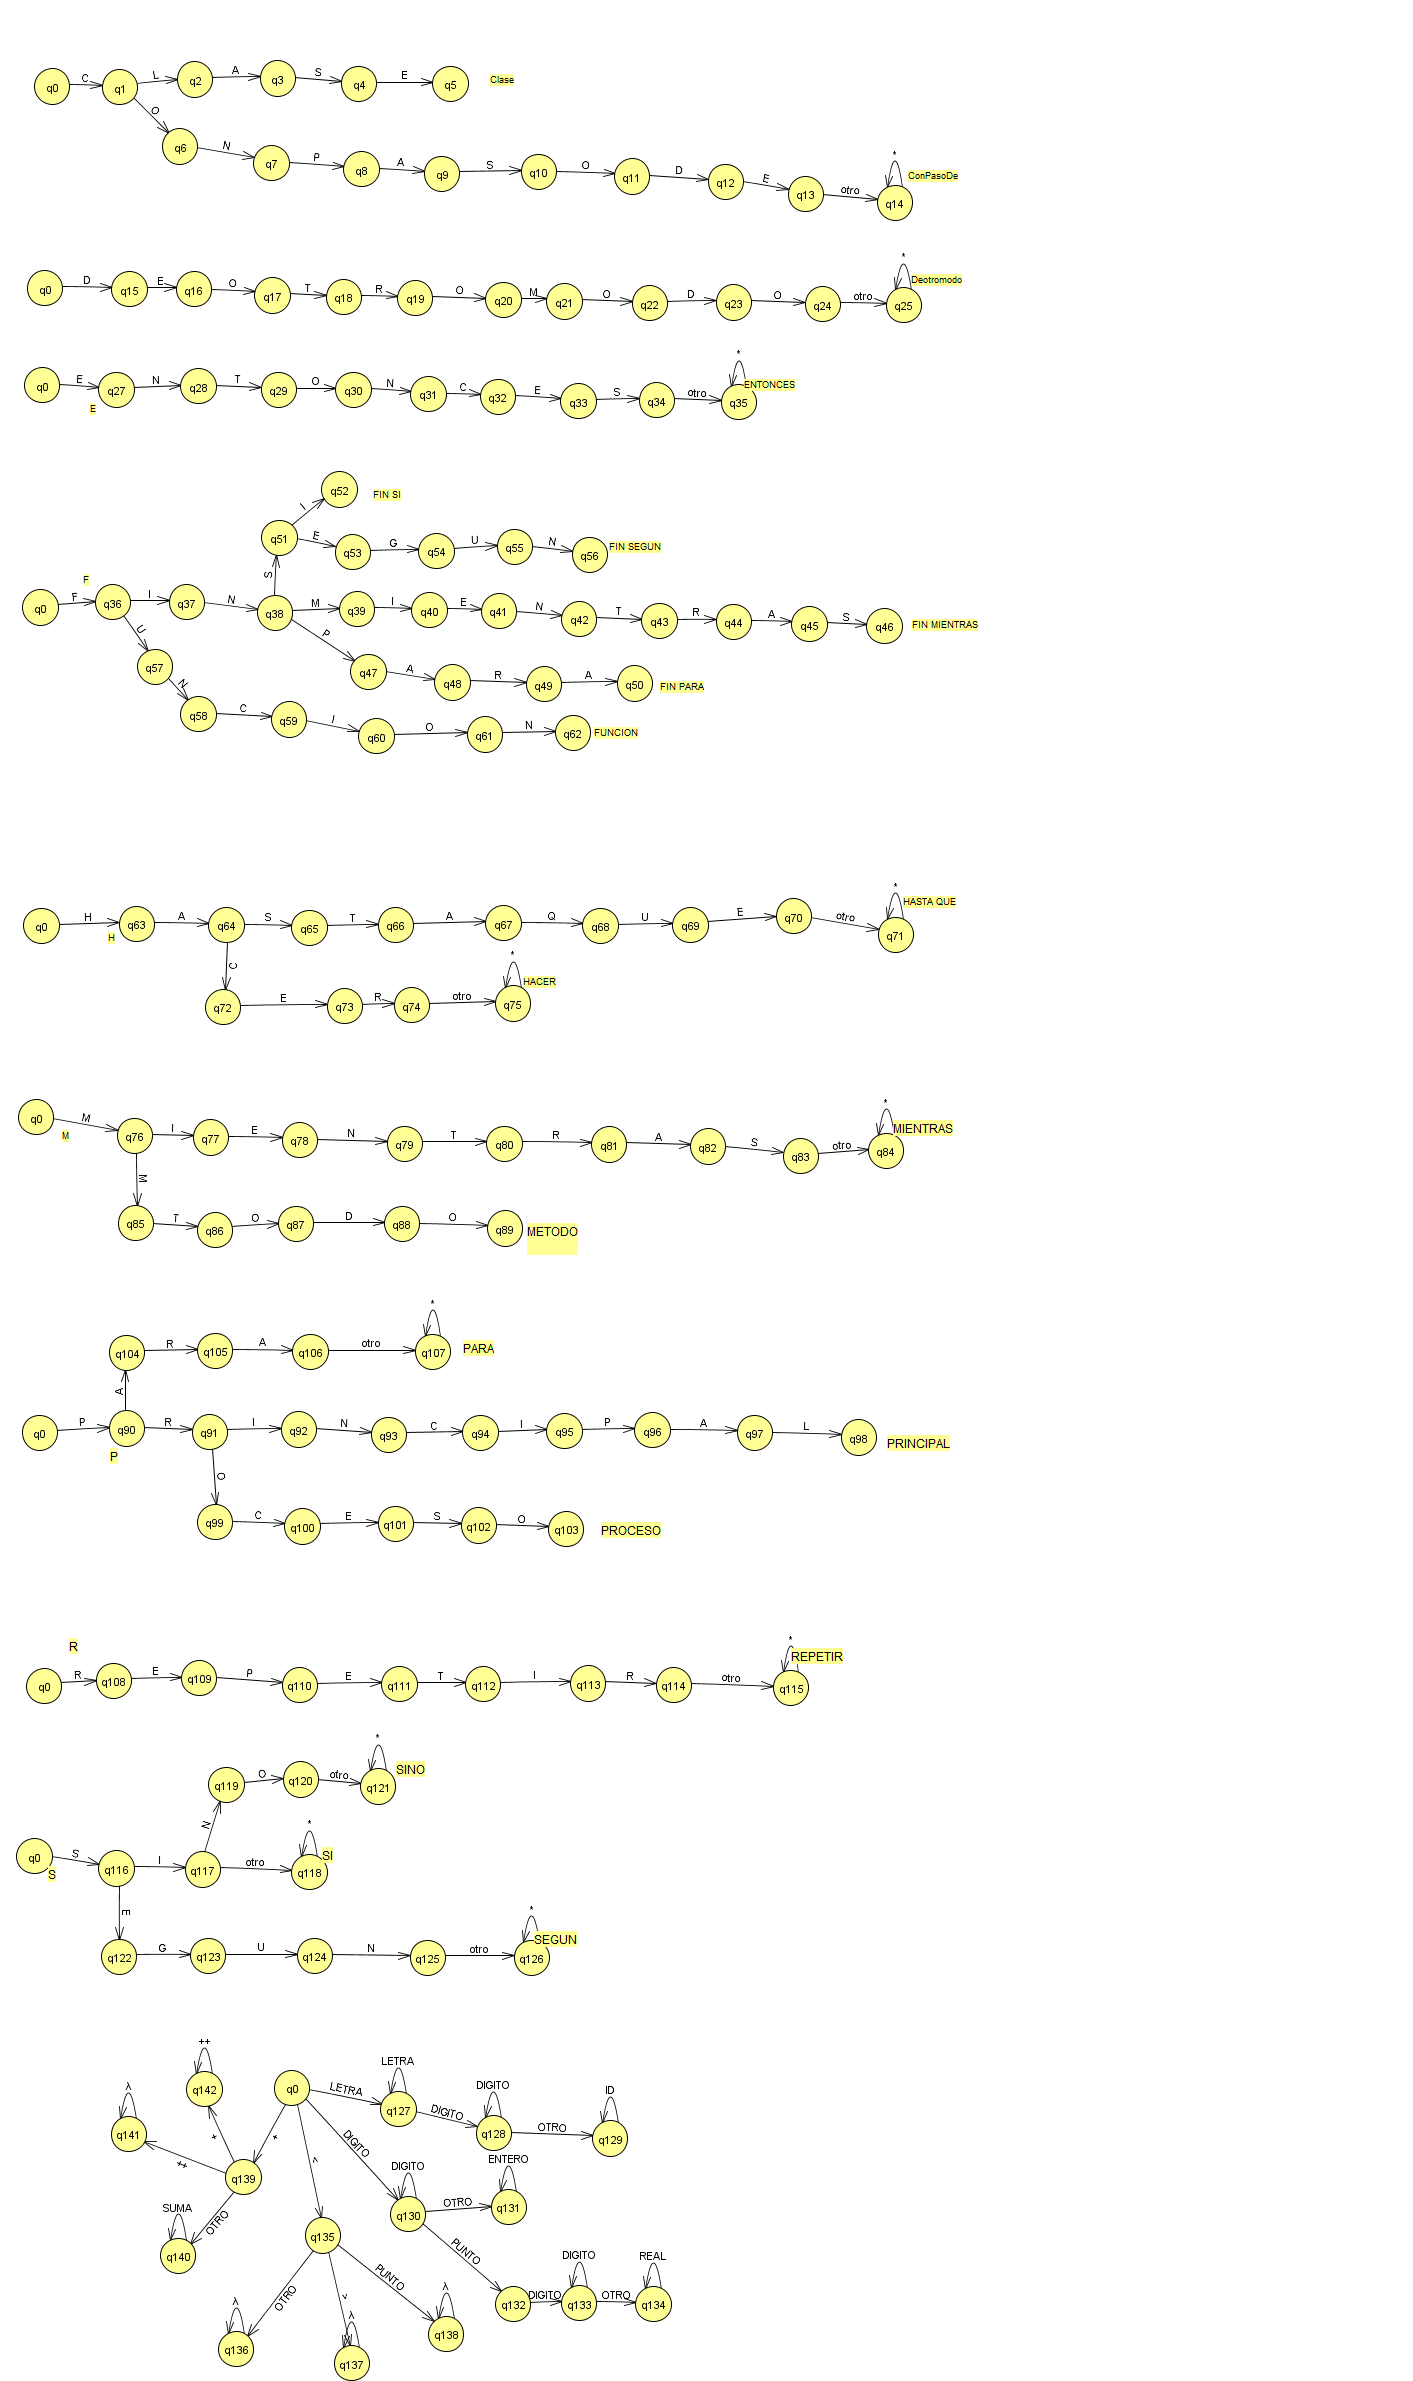 q0 C q1 L q2 A q3 S q4 E q5 Clase
O q6 N q7 P q8 A q9 S q10 O q11 D q12 E q13 otro q14 * ConPasoDe
q0 D q15 E q16 O q17 T q18 R q19 O q20 M q21 O q22 D q23 O q24 otro q25 * Deotromodo
q0 E q27 N q28 T q29 O q30 N q31 C q32 E q33 S q34 otro q35 * ENTONCES
E
I q52 FIN SI
S q51 E q53 G q54 U q55 N q56 FIN SEGUN
F
q0 F q36 I q37 N q38 M q39 I q40 E q41 N q42 T q43 R q44 A q45 S q46 FIN MIENTRAS
P q47 A q48 R q49 A q50 FIN PARA
U q57 N q58 C q59 I q60 O q61 N q62 FUNCION
q0 H q63 A q64 S q65 T q66 A q67 Q q68 U q69 E q70 otro q71 * HASTA QUE
H
C q72 E q73 R q74 otro q75 * HACER
q0 M q76 I q77 E q78 N q79 T q80 R q81 A q82 S q83 otro q84 * MIENTRAS
M
M q85 T q86 O q87 D q88 O q89 METODO
A q104 R q105 A q106 otro q107 * PARA
q0 P q90 R q91 I q92 N q93 C q94 I q95 P q96 A q97 L q98 PRINCIPAL
P
O q99 C q100 E q101 S q102 O q103 PROCESO
R
q0 R q108 E q109 P q110 E q111 T q112 I q113 R q114 otro q115 * REPETIR
N q119 O q120 otro q121 * SINO
q0 S q116 I q117 otro q118 * SI
S
E q122 G q123 U q124 N q125 otro q126 * SEGUN
++ q142 q0 LETRA q127 LETRA DIGITO q128 DIGITO OTRO q129 ID
λ q141 ++ + q139 +
DIGITO q130 DIGITO OTRO q131 ENTERO
SUMA q140 OTRO
q135 PUNTO q132 DIGITO q133 DIGITO OTRO q134 REAL
OTRO q136 λ
q137 λ
PUNTO q138 λ